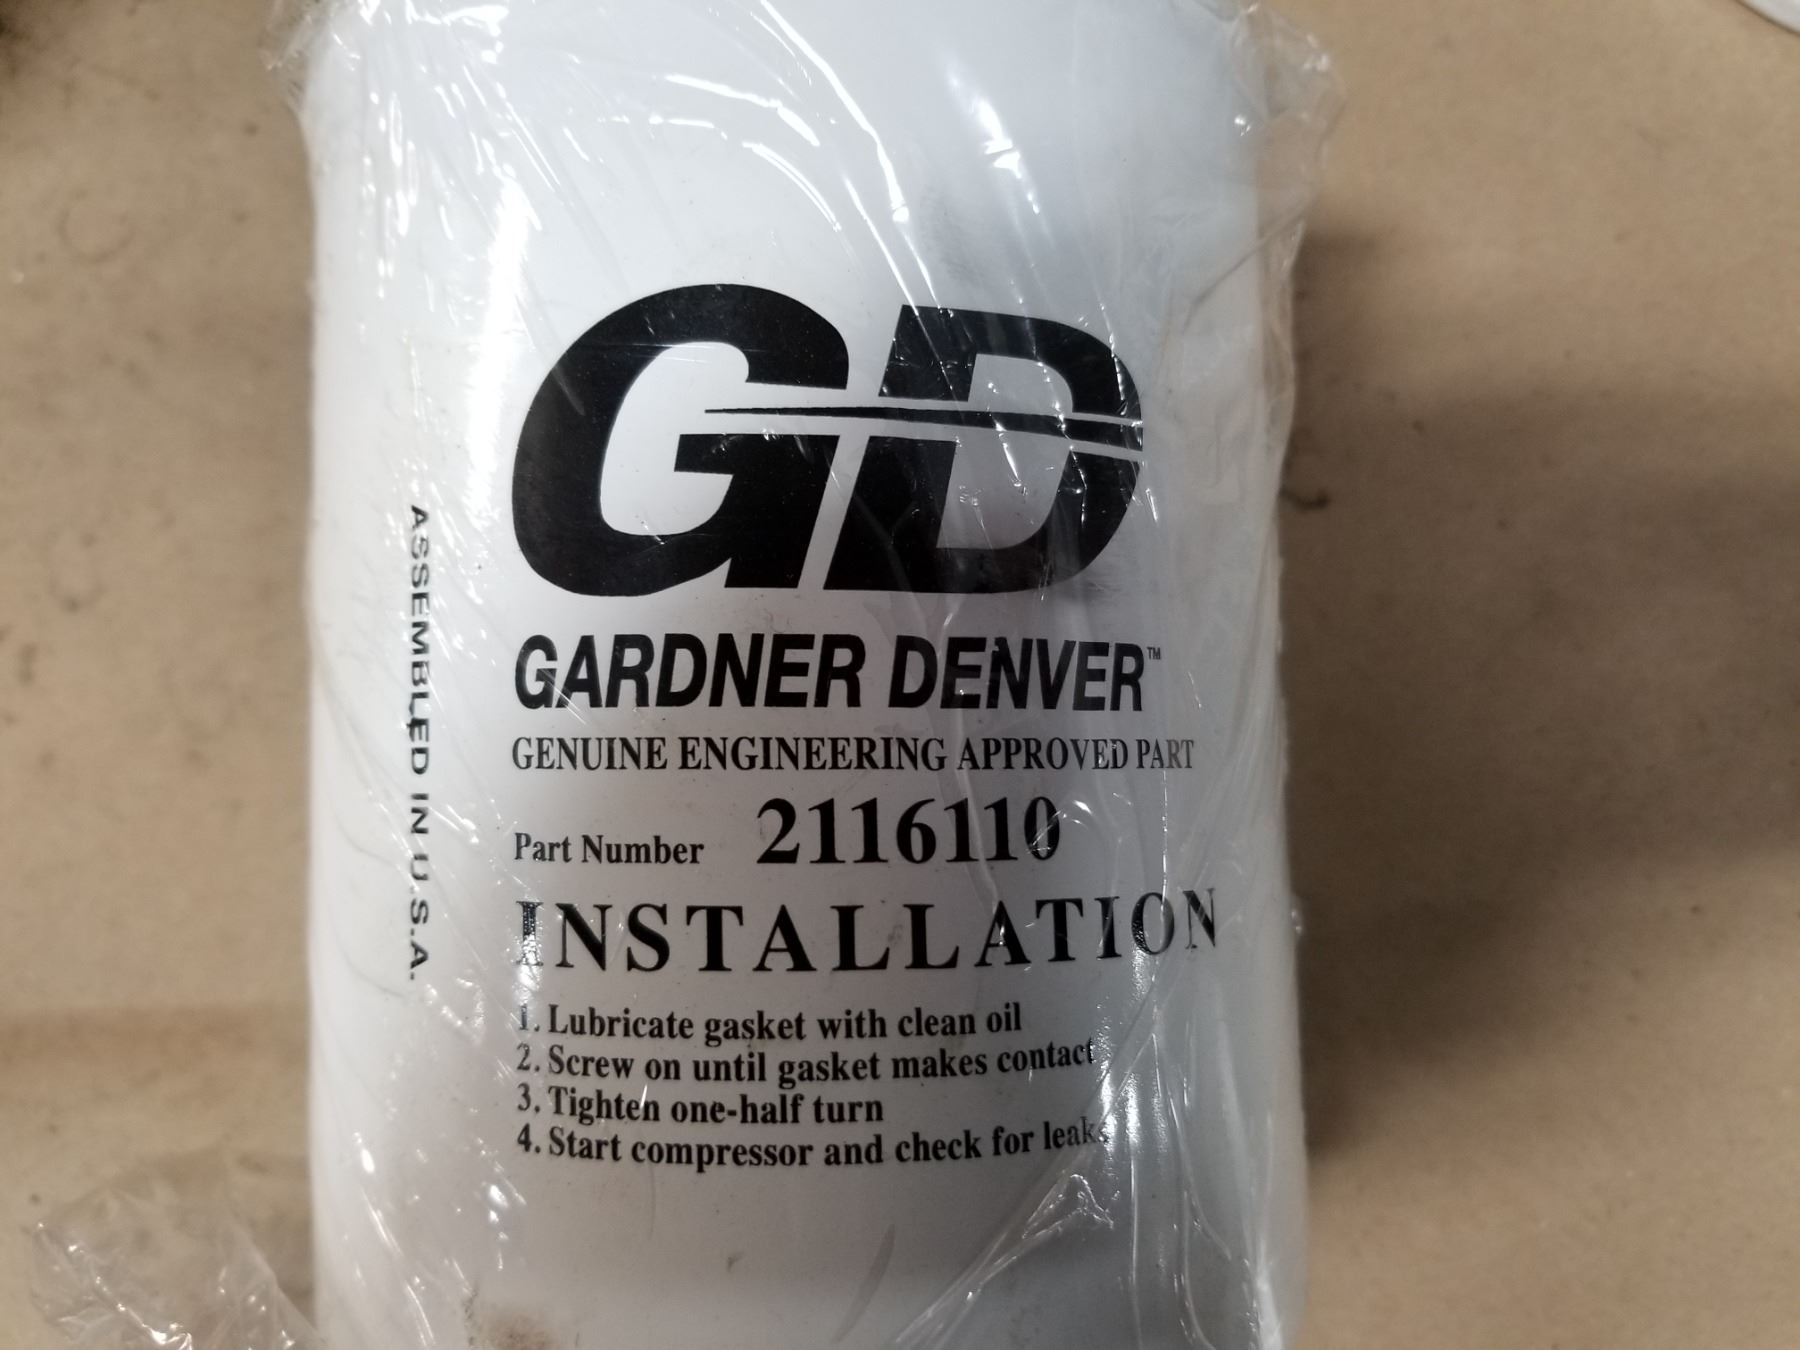 GD
GARDNER DENVER™
GENUINE ENGINEERING APPROVED PART
Part Number 2116110
INSTALLATION
1. Lubricate gasket with clean oil
2. Screw on until gasket makes contact
3. Tighten one-half turn
4. Start compressor and check for leaks
ASSEMBLED IN U.S.A.